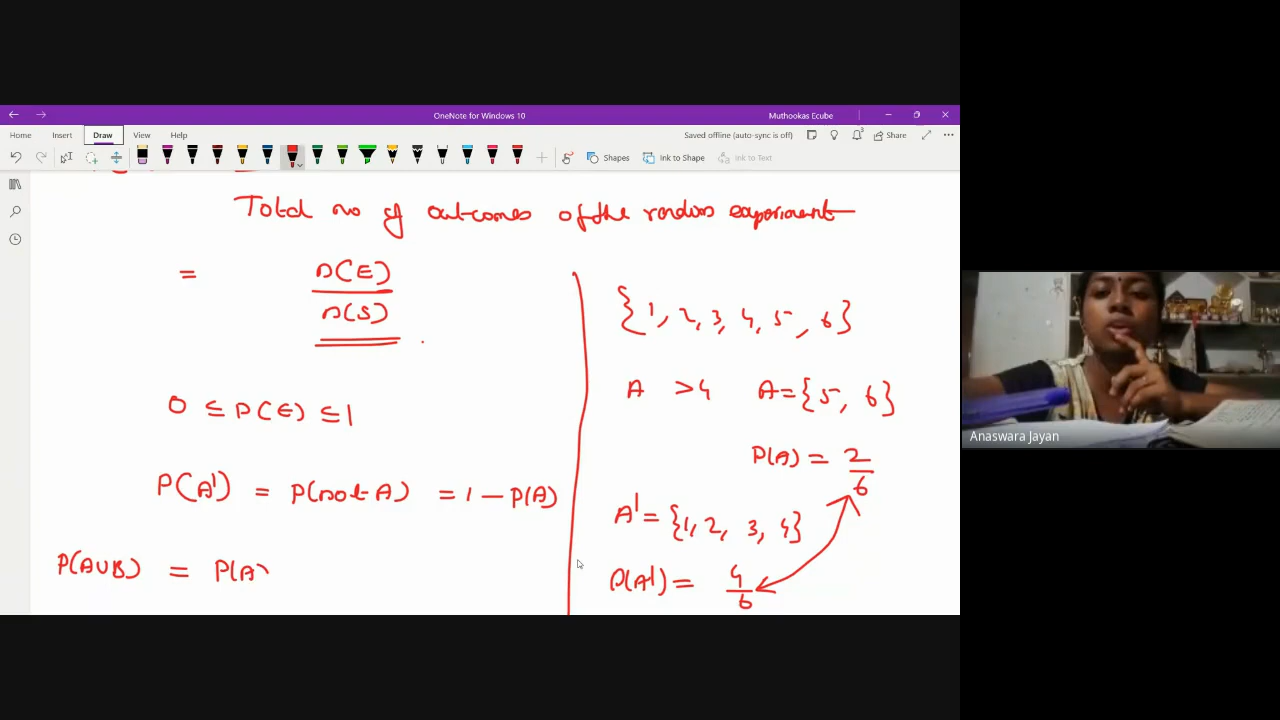 OneNote for Windows 10
Muthookas Ecube
Home Insert Draw View Help
Saved offline (auto-sync is off)
3
Share
Shapes
Ink to Shape
Ink to Text
Total no of outcomes of the random experiment
= n(E)
n(S)
0 ≤ P(E) ≤ 1
P(A') = P(not A) = 1 – P(A)
P(A∪B) = P(A)
{1, 2, 3, 4, 5, 6}
A >4 A={5, 6}
P(A) = 2/6
A' = {1, 2, 3, 4}
P(A') = 4/6
Anaswara Jayan